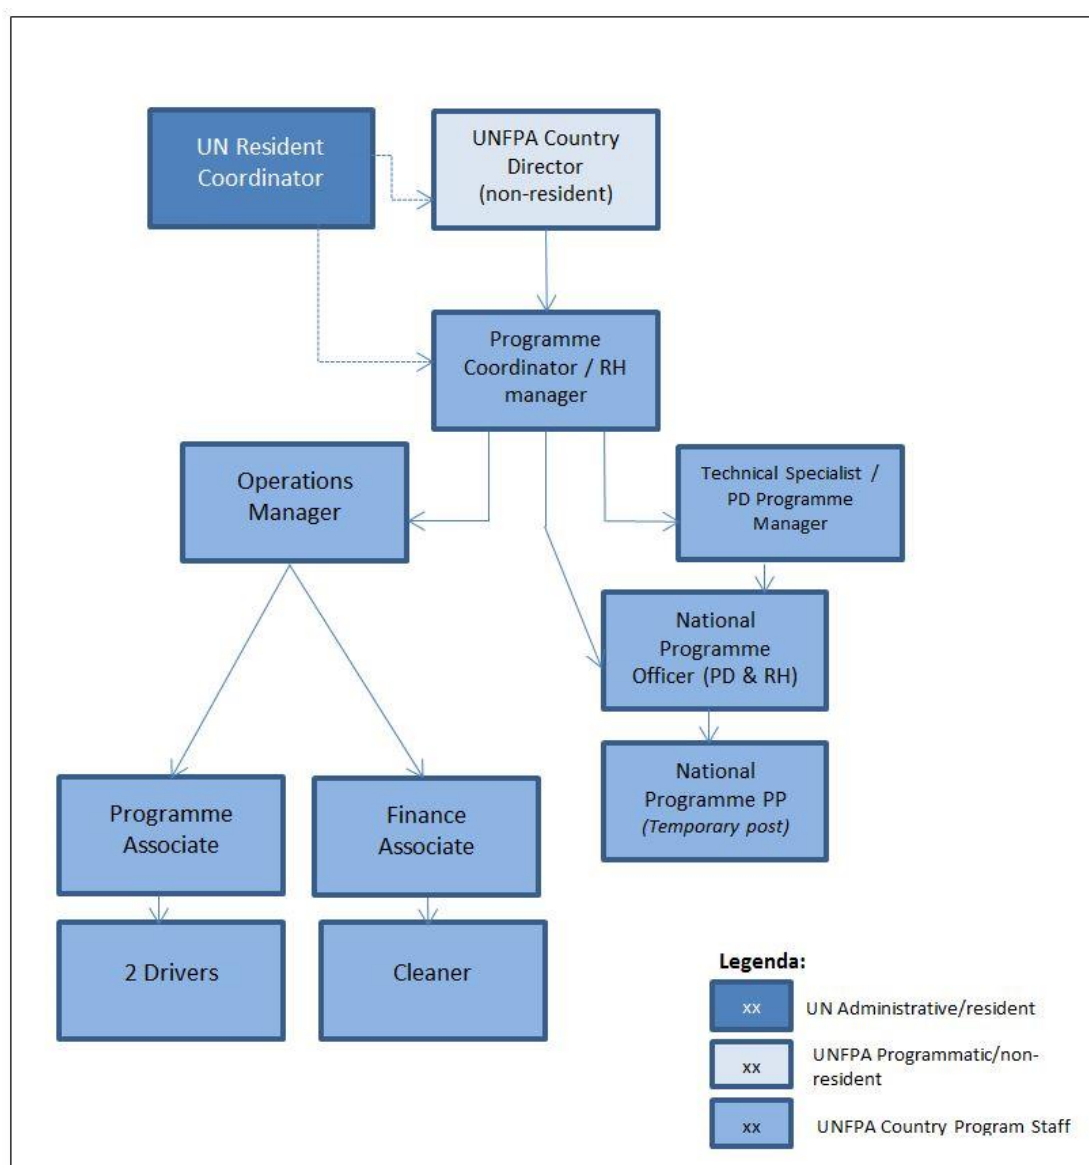 UN Resident
Coordinator
UNFPA Country
Director
(non-resident)
Programme
Coordinator / RH
manager
Operations
Manager
Technical Specialist /
PD Programme
Manager
National
Programme
Officer (PD & RH)
National
Programme PP
(Temporary post)
Programme
Associate
Finance
Associate
2 Drivers
Cleaner
Legenda:
xx
UN Administrative/resident
xx
UNFPA Programmatic/non-
resident
xx
UNFPA Country Program Staff